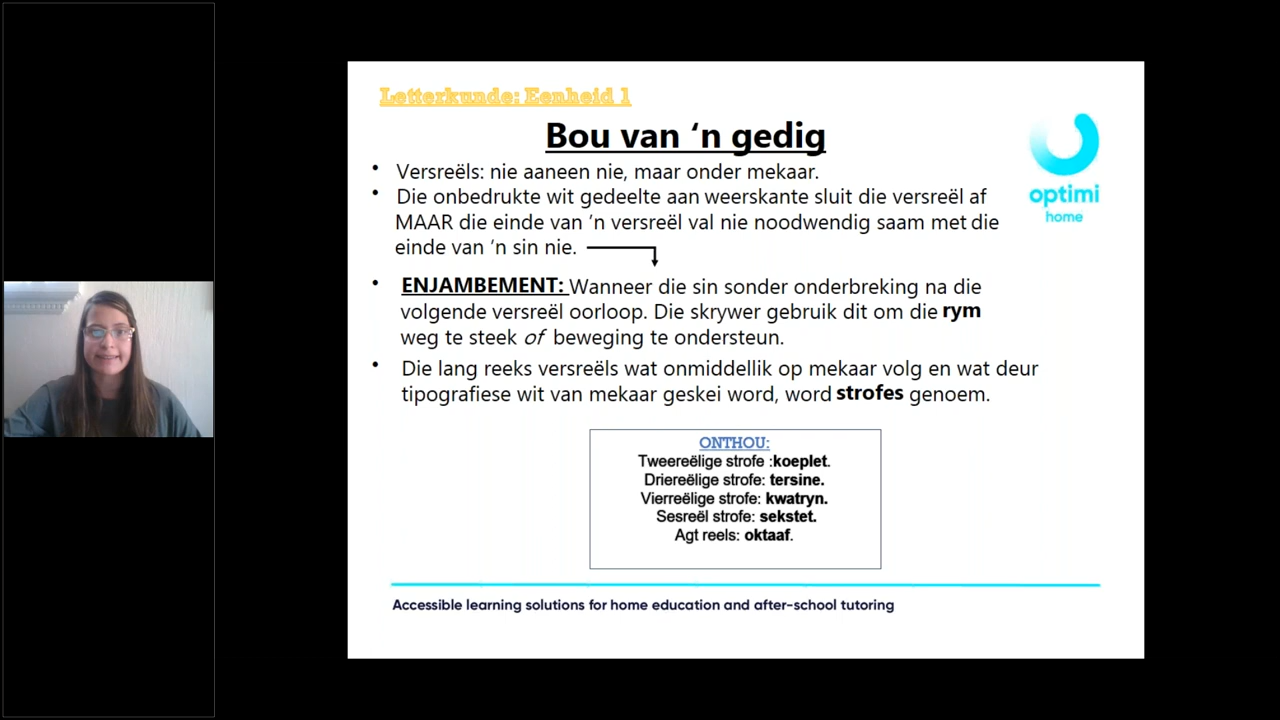 Letterkunde: Eenheid 1
Bou van ‘n gedig
optimi
home
• Versreëls: nie aaneen nie, maar onder mekaar.
• Die onbedrukte wit gedeelte aan weerskante sluit die versreël af
MAAR die einde van ’n versreël val nie noodwendig saam met die
einde van ’n sin nie.
• ENJAMBEMENT: Wanneer die sin sonder onderbreking na die
volgende versreël oorloop. Die skrywer gebruik dit om die rym
weg te steek of beweging te ondersteun.
• Die lang reeks versreëls wat onmiddellik op mekaar volg en wat deur
tipografiese wit van mekaar geskei word, word strofes genoem.
ONTHOU:
Tweereëlige strofe :koeplet.
Driereëlige strofe: tersine.
Vierreëlige strofe: kwatryn.
Sesreël strofe: sekstet.
Agt reels: oktaaf.
Accessible learning solutions for home education and after-school tutoring